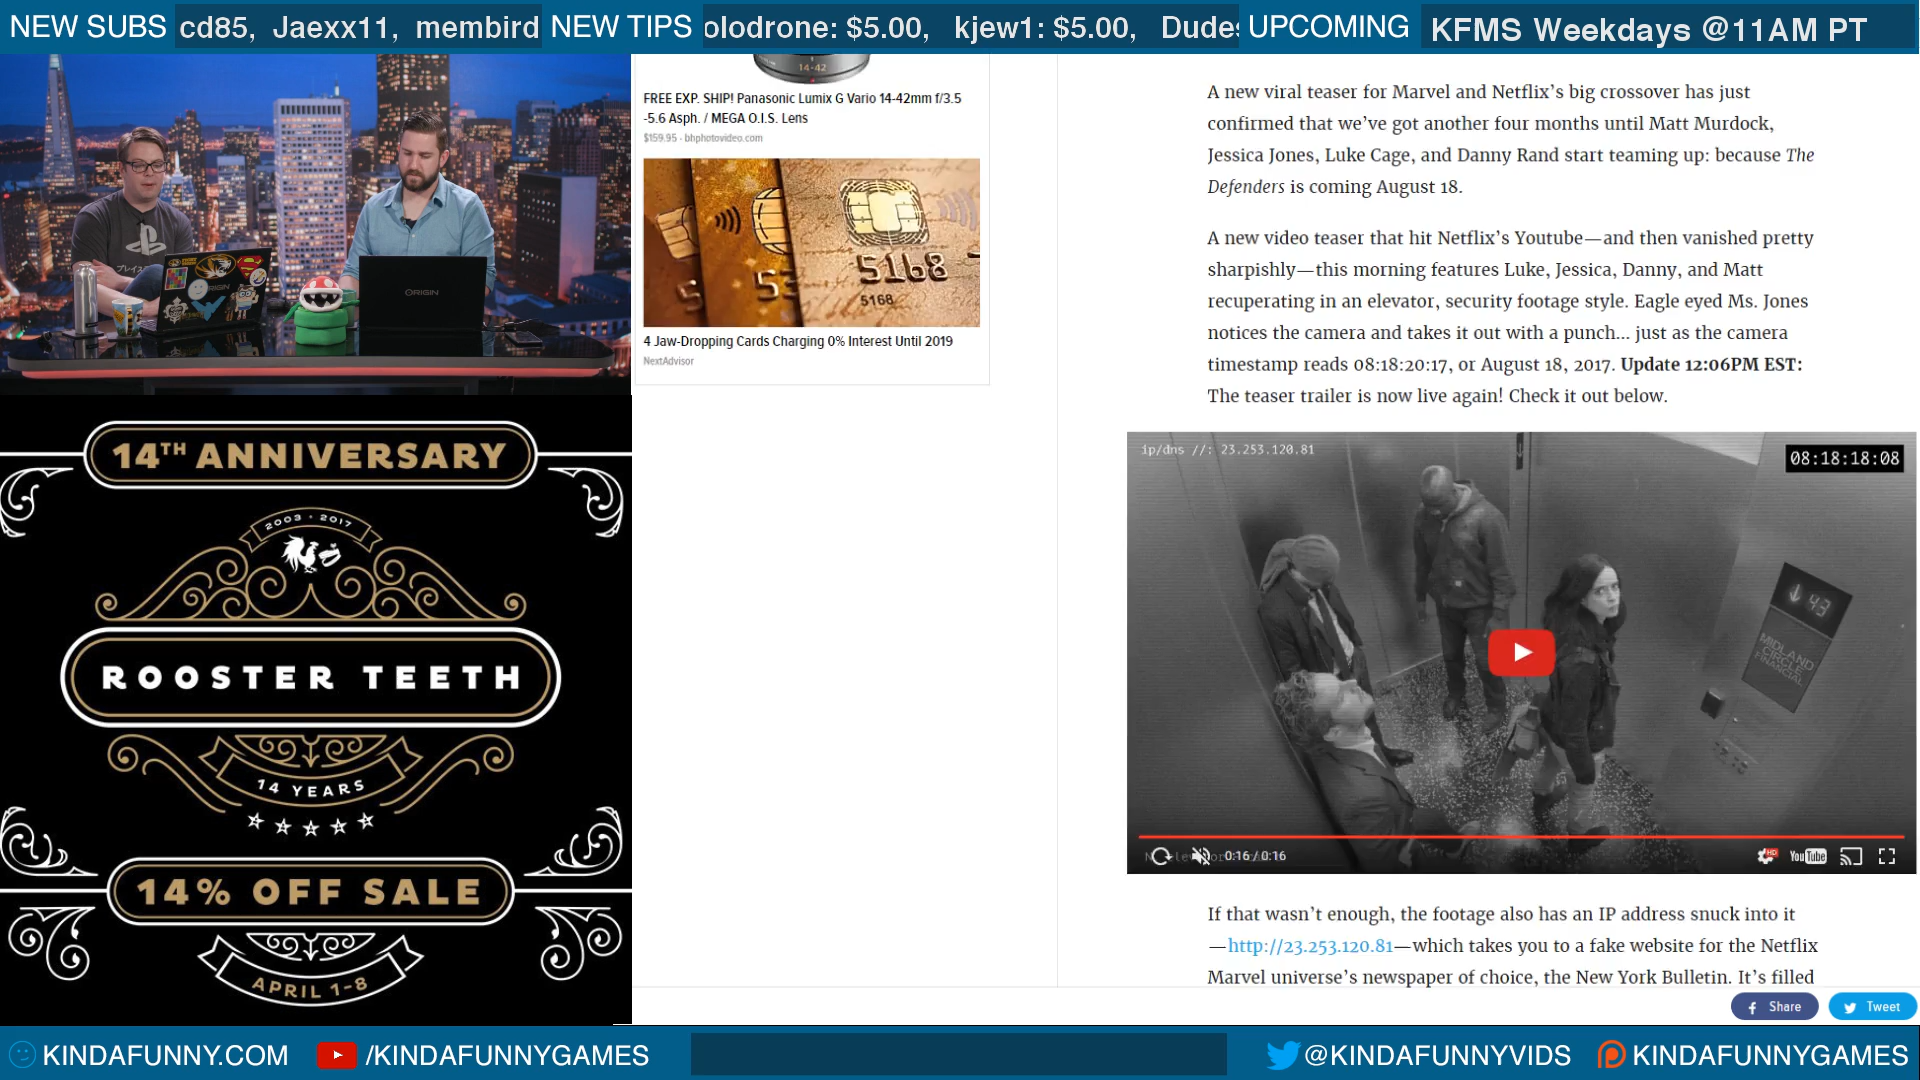 NEW SUBS cd85, Jaexx11, membird NEW TIPS olodrone: $5.00, kjew1: $5.00, Dude UPCOMING KFMS Weekdays @11AM PT
ORIGIN
14-42
FREE EXP. SHIP! Panasonic Lumix G Vario 14-42mm f/3.5
-5.6 Asph. / MEGA O.I.S. Lens
$159.95 - bhphotovideo.com
5168
5168
4 Jaw-Dropping Cards Charging 0% Interest Until 2019
NextAdvisor
14TH ANNIVERSARY
2003 · 2017
ROOSTER TEETH
14 YEARS
14% OFF SALE
APRIL 1-8
A new viral teaser for Marvel and Netflix’s big crossover has just
confirmed that we’ve got another four months until Matt Murdock,
Jessica Jones, Luke Cage, and Danny Rand start teaming up: because The
Defenders is coming August 18.
A new video teaser that hit Netflix’s Youtube—and then vanished pretty
sharpishly—this morning features Luke, Jessica, Danny, and Matt
recuperating in an elevator, security footage style. Eagle eyed Ms. Jones
notices the camera and takes it out with a punch... just as the camera
timestamp reads 08:18:20:17, or August 18, 2017. Update 12:06PM EST:
The teaser trailer is now live again! Check it out below.
ip/dns //: 23.253.120.81
08:18:18:08
43
MIDLAND
CIRCLE
FINANCIAL
0:16 / 0:16
HD
YouTube
If that wasn’t enough, the footage also has an IP address snuck into it
—http://23.253.120.81—which takes you to a fake website for the Netflix
Marvel universe’s newspaper of choice, the New York Bulletin. It’s filled
Share Tweet
KINDAFUNNY.COM /KINDAFUNNYGAMES @KINDAFUNNYVIDS KINDAFUNNYGAMES